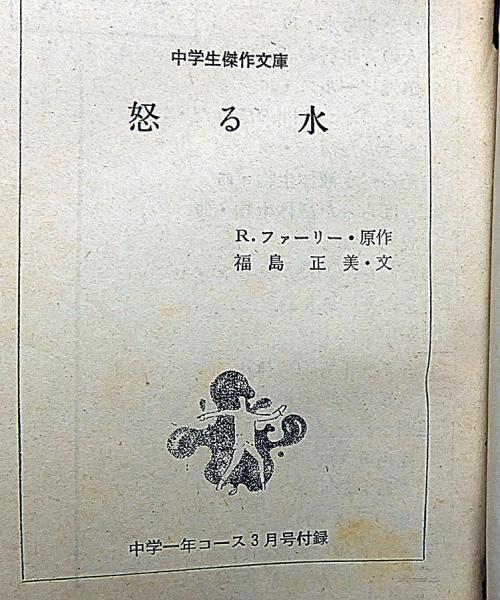 中学生傑作文庫
怒る水
R.ファーリー・原作
福島正美・文
中学一年コース3月号付録